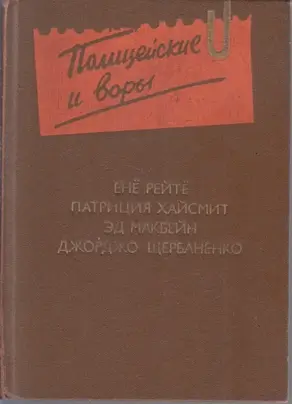 Полицейские
и воры
ЕНЁ РЕЙТЁ
ПАТРИЦИЯ ХАЙСМИТ
ЭД МАКБЕЙН
ДЖОРДЖО ЩЕРБАНЕНКО